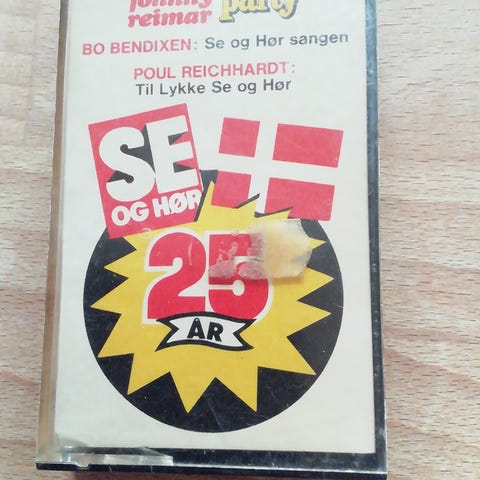 johnny party
reimar
BO BENDIXEN: Se og Hør sangen
POUL REICHHARDT:
Til Lykke Se og Hør
SE
OG HØR
25
ÅR